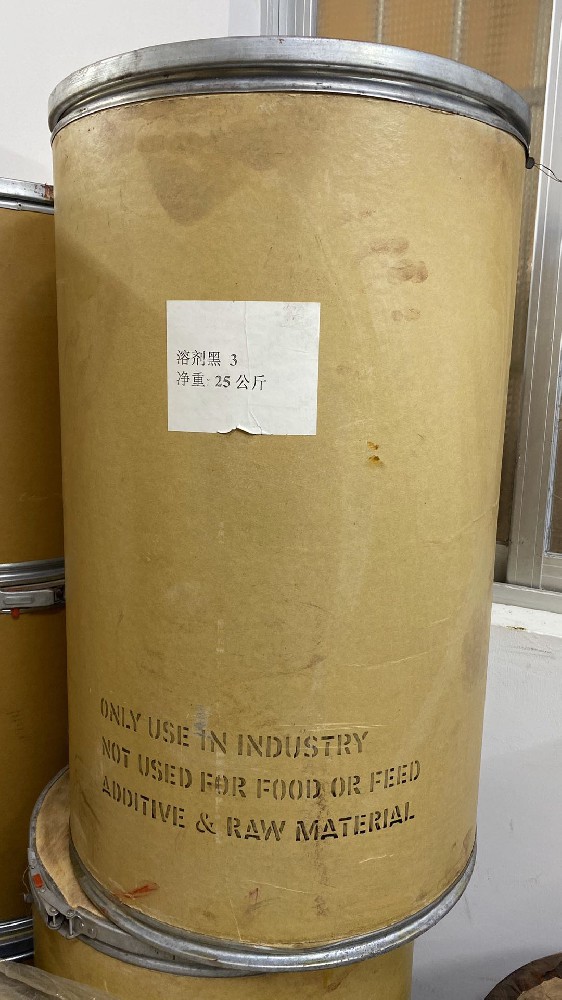 溶剂黑 3
净重 25 公斤
ONLY USE IN INDUSTRY
NOT USED FOR FOOD OR FEED
ADDITIVE & RAW MATERIAL